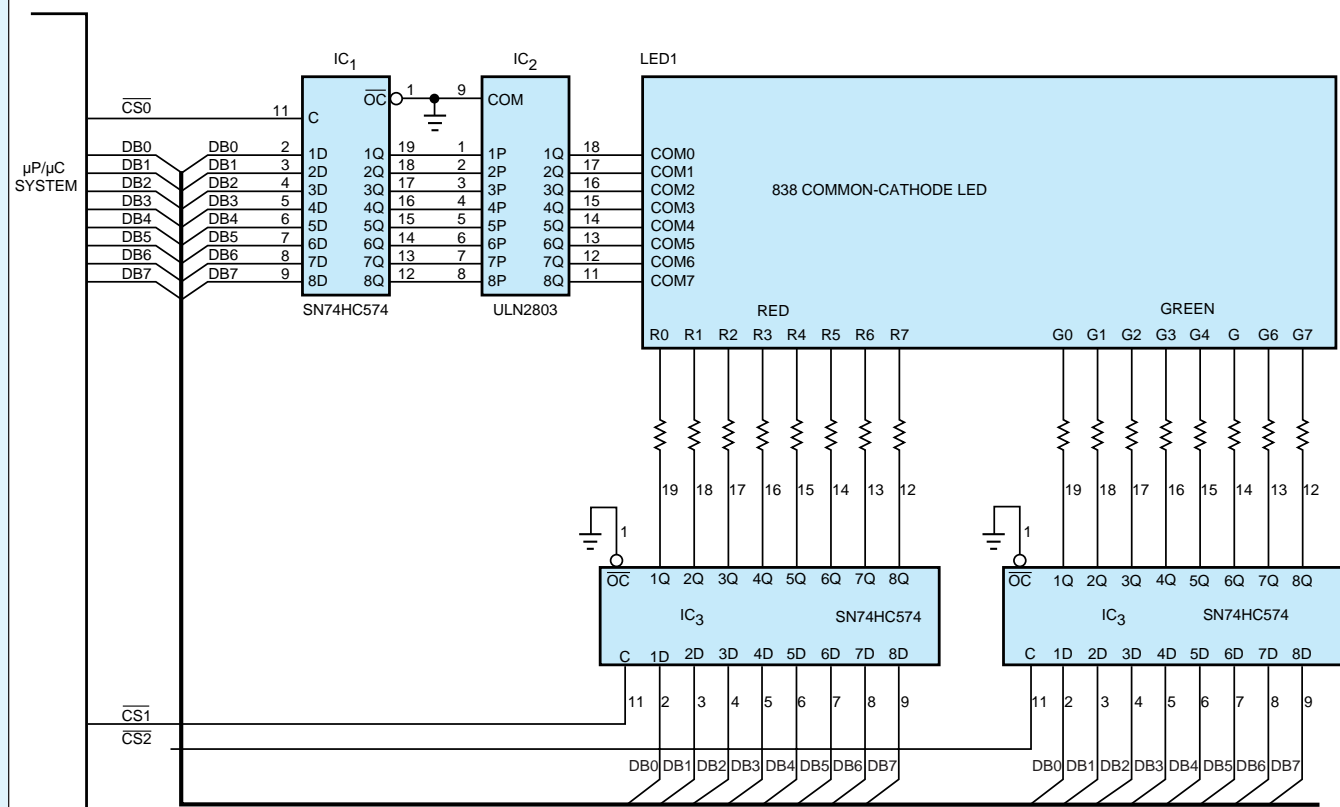 IC1 IC2 LED1
CS0 11 C OC 1 9 COM
µP/µC
SYSTEM
DB0 DB0 2 1D 1Q 19 1 1P 1Q 18 COM0
DB1 DB1 3 2D 2Q 18 2 2P 2Q 17 COM1
DB2 DB2 4 3D 3Q 17 3 3P 3Q 16 COM2
DB3 DB3 5 4D 4Q 16 4 4P 4Q 15 COM3
DB4 DB4 6 5D 5Q 15 5 5P 5Q 14 COM4
DB5 DB5 7 6D 6Q 14 6 6P 6Q 13 COM5
DB6 DB6 8 7D 7Q 13 7 7P 7Q 12 COM6
DB7 DB7 9 8D 8Q 12 8 8P 8Q 11 COM7
838 COMMON-CATHODE LED
SN74HC574 ULN2803
RED GREEN
R0 R1 R2 R3 R4 R5 R6 R7 G0 G1 G2 G3 G4 G G6 G7
19 18 17 16 15 14 13 12 19 18 17 16 15 14 13 12
1 1
OC 1Q 2Q 3Q 4Q 5Q 6Q 7Q 8Q OC 1Q 2Q 3Q 4Q 5Q 6Q 7Q 8Q
IC3 SN74HC574 IC3 SN74HC574
C 1D 2D 3D 4D 5D 6D 7D 8D C 1D 2D 3D 4D 5D 6D 7D 8D
11 2 3 4 5 6 7 8 9 11 2 3 4 5 6 7 8 9
CS1
CS2
DB0 DB1 DB2 DB3 DB4 DB5 DB6 DB7 DB0 DB1 DB2 DB3 DB4 DB5 DB6 DB7